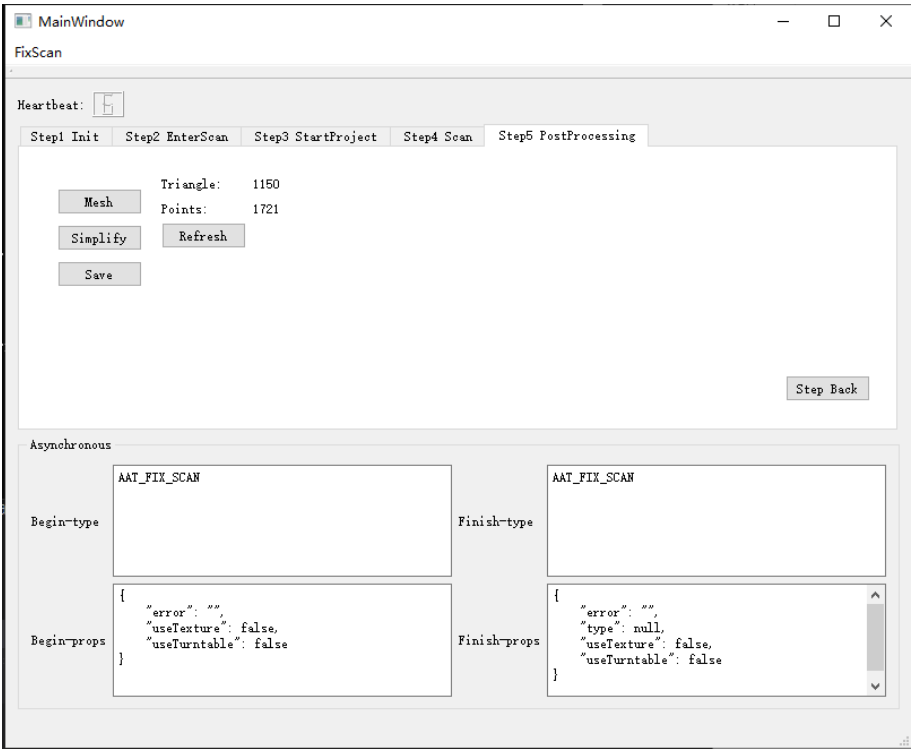 MainWindow
FixScan
Heartbeat: 6
Step1 Init Step2 EnterScan Step3 StartProject Step4 Scan Step5 PostProcessing
Mesh
Triangle: 1150
Points: 1721
Simplify
Refresh
Save
Step Back
Asynchronous
Begin-type
AAT_FIX_SCAN
Finish-type
AAT_FIX_SCAN
Begin-props
{
"error": "",
"useTexture": false,
"useTurntable": false
}
Finish-props
{
"error": "",
"type": null,
"useTexture": false,
"useTurntable": false
}